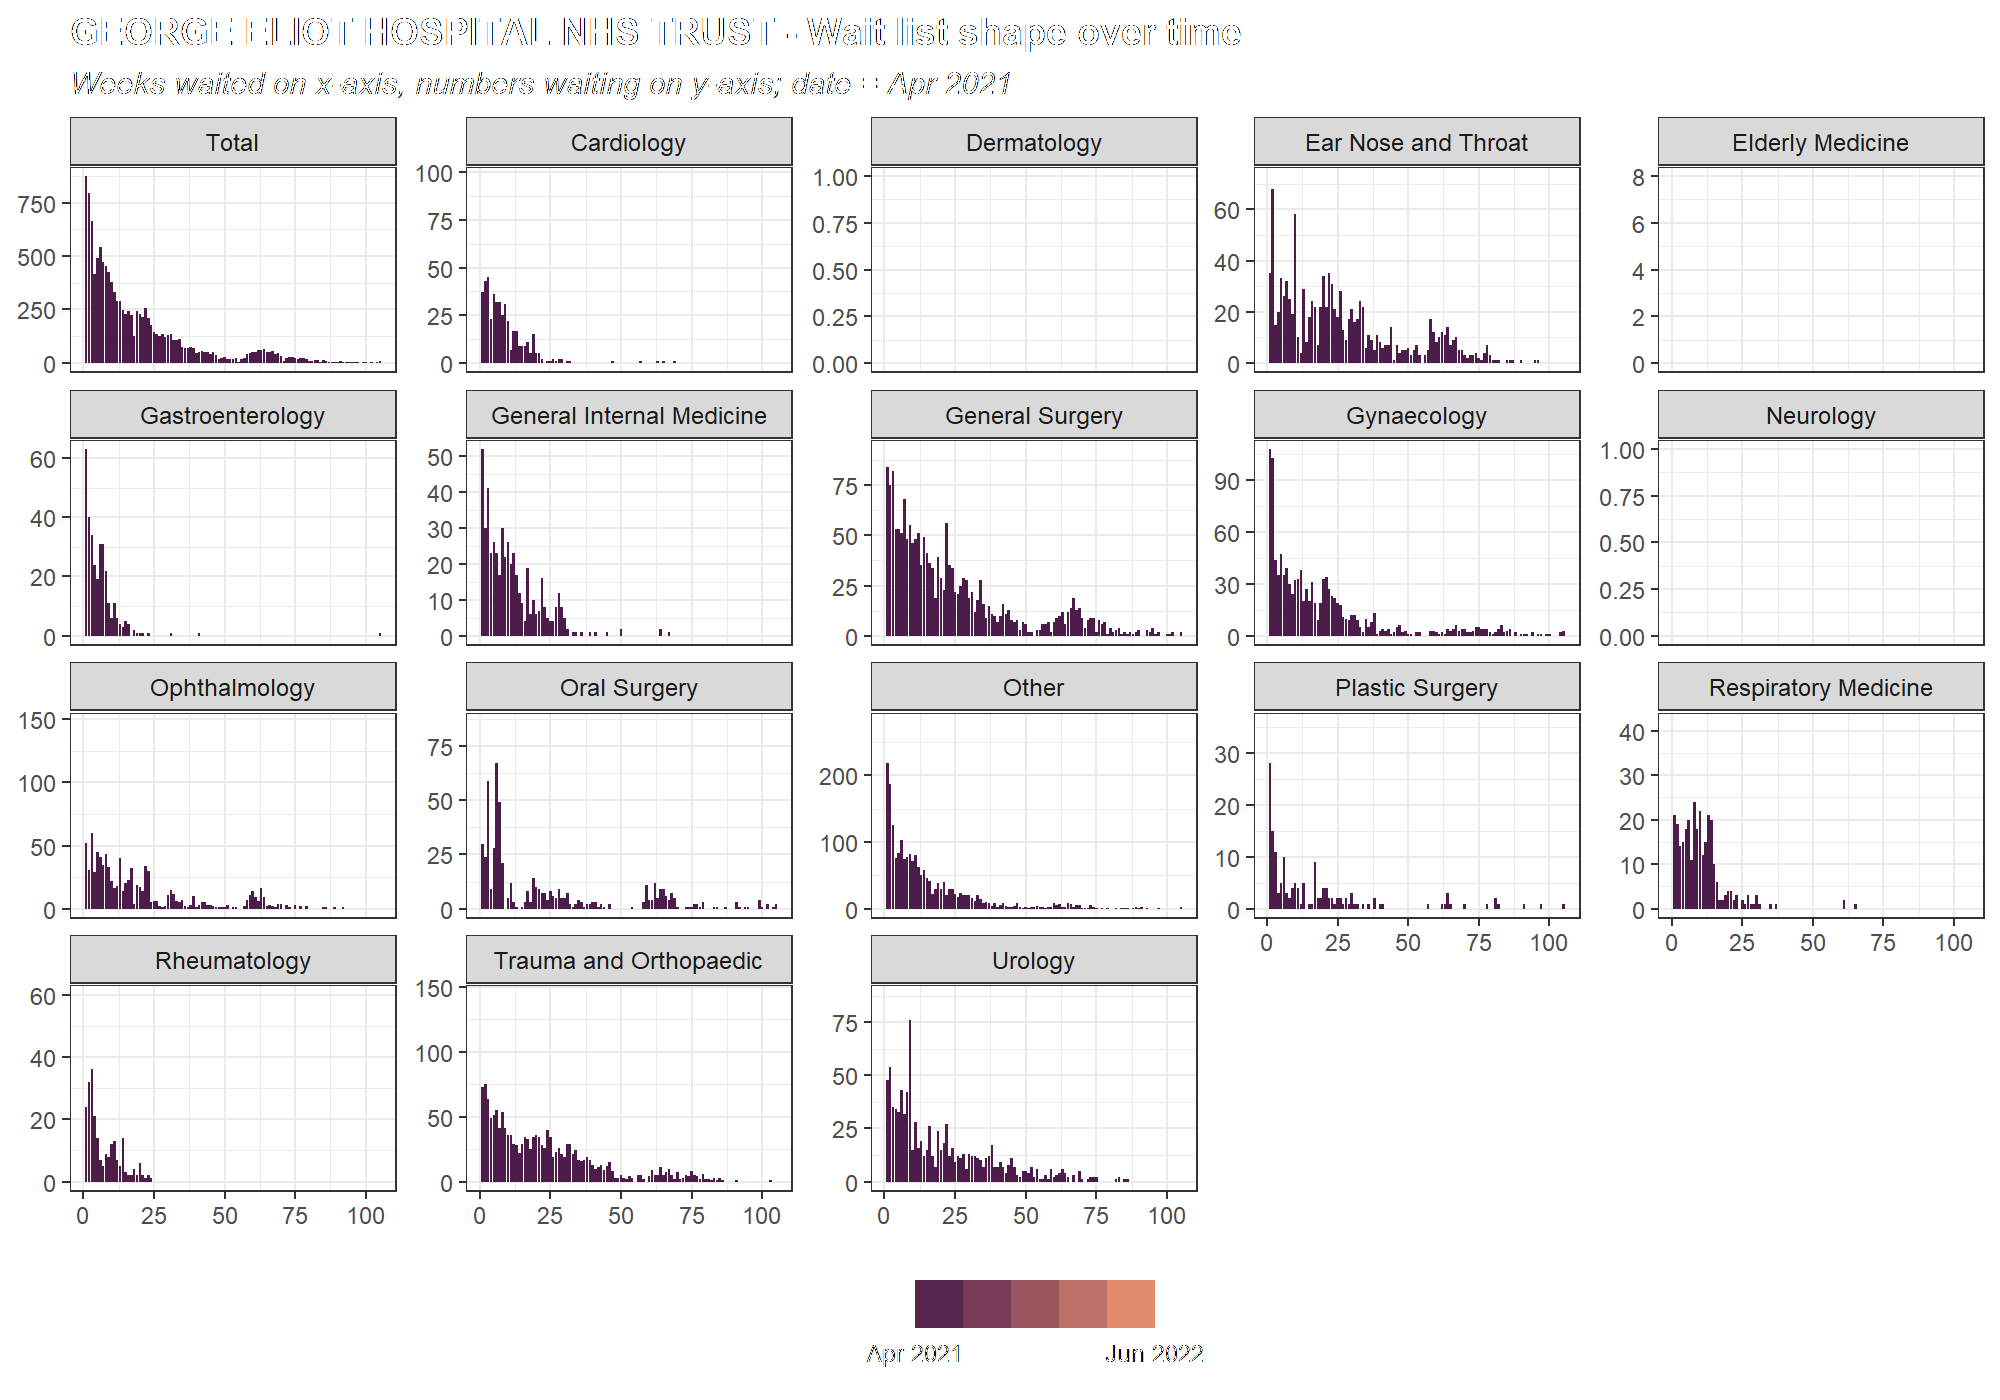 GEORGE ELIOT HOSPITAL NHS TRUST - Wait list shape over time
Weeks waited on x-axis, numbers waiting on y-axis; date = Apr 2021
Total
Cardiology
Dermatology
Ear Nose and Throat
Elderly Medicine
750
500
250
0
100
75
50
25
0
1.00
0.75
0.50
0.25
0.00
60
40
20
0
8
6
4
2
0
Gastroenterology
General Internal Medicine
General Surgery
Gynaecology
Neurology
60
40
20
0
50
40
30
20
10
0
75
50
25
0
90
60
30
0
1.00
0.75
0.50
0.25
0.00
Ophthalmology
Oral Surgery
Other
Plastic Surgery
Respiratory Medicine
150
100
50
0
75
50
25
0
200
100
0
30
20
10
0
40
30
20
10
0
0 25 50 75 100
0 25 50 75 100
Rheumatology
Trauma and Orthopaedic
Urology
60
40
20
0
150
100
50
0
75
50
25
0
0 25 50 75 100
0 25 50 75 100
0 25 50 75 100
Apr 2021
Jun 2022